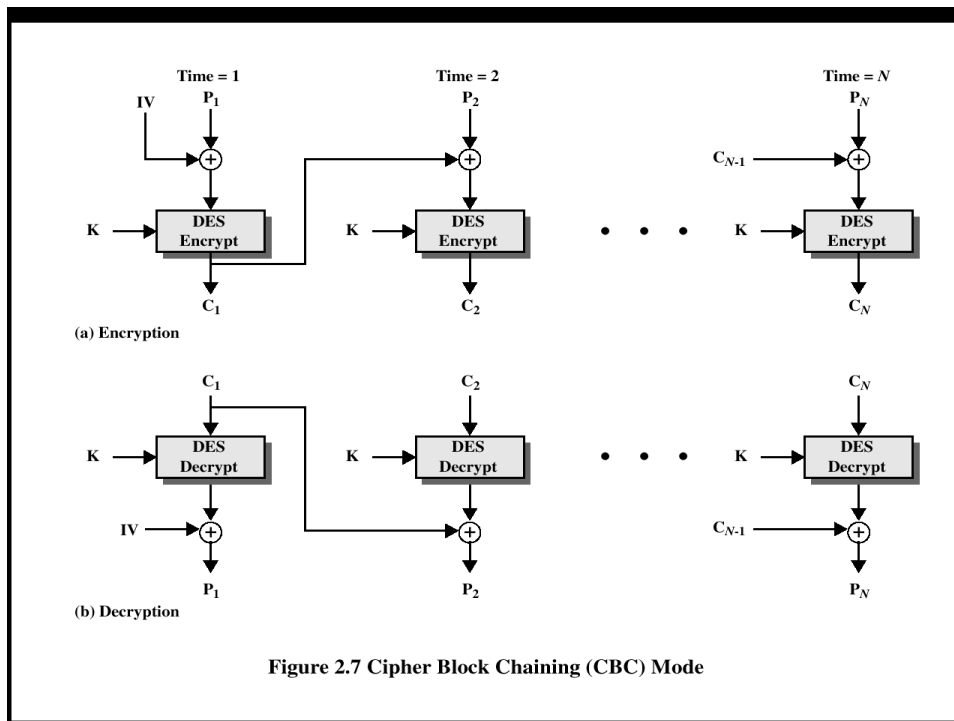 Time = 1 Time = 2 Time = N
IV P1 P2 PN
+ + CN-1 +
K DES Encrypt K DES Encrypt • • • K DES Encrypt
C1 C2 CN
(a) Encryption
C1 C2 CN
K DES Decrypt K DES Decrypt • • • K DES Decrypt
IV + + CN-1 +
P1 P2 PN
(b) Decryption
Figure 2.7 Cipher Block Chaining (CBC) Mode